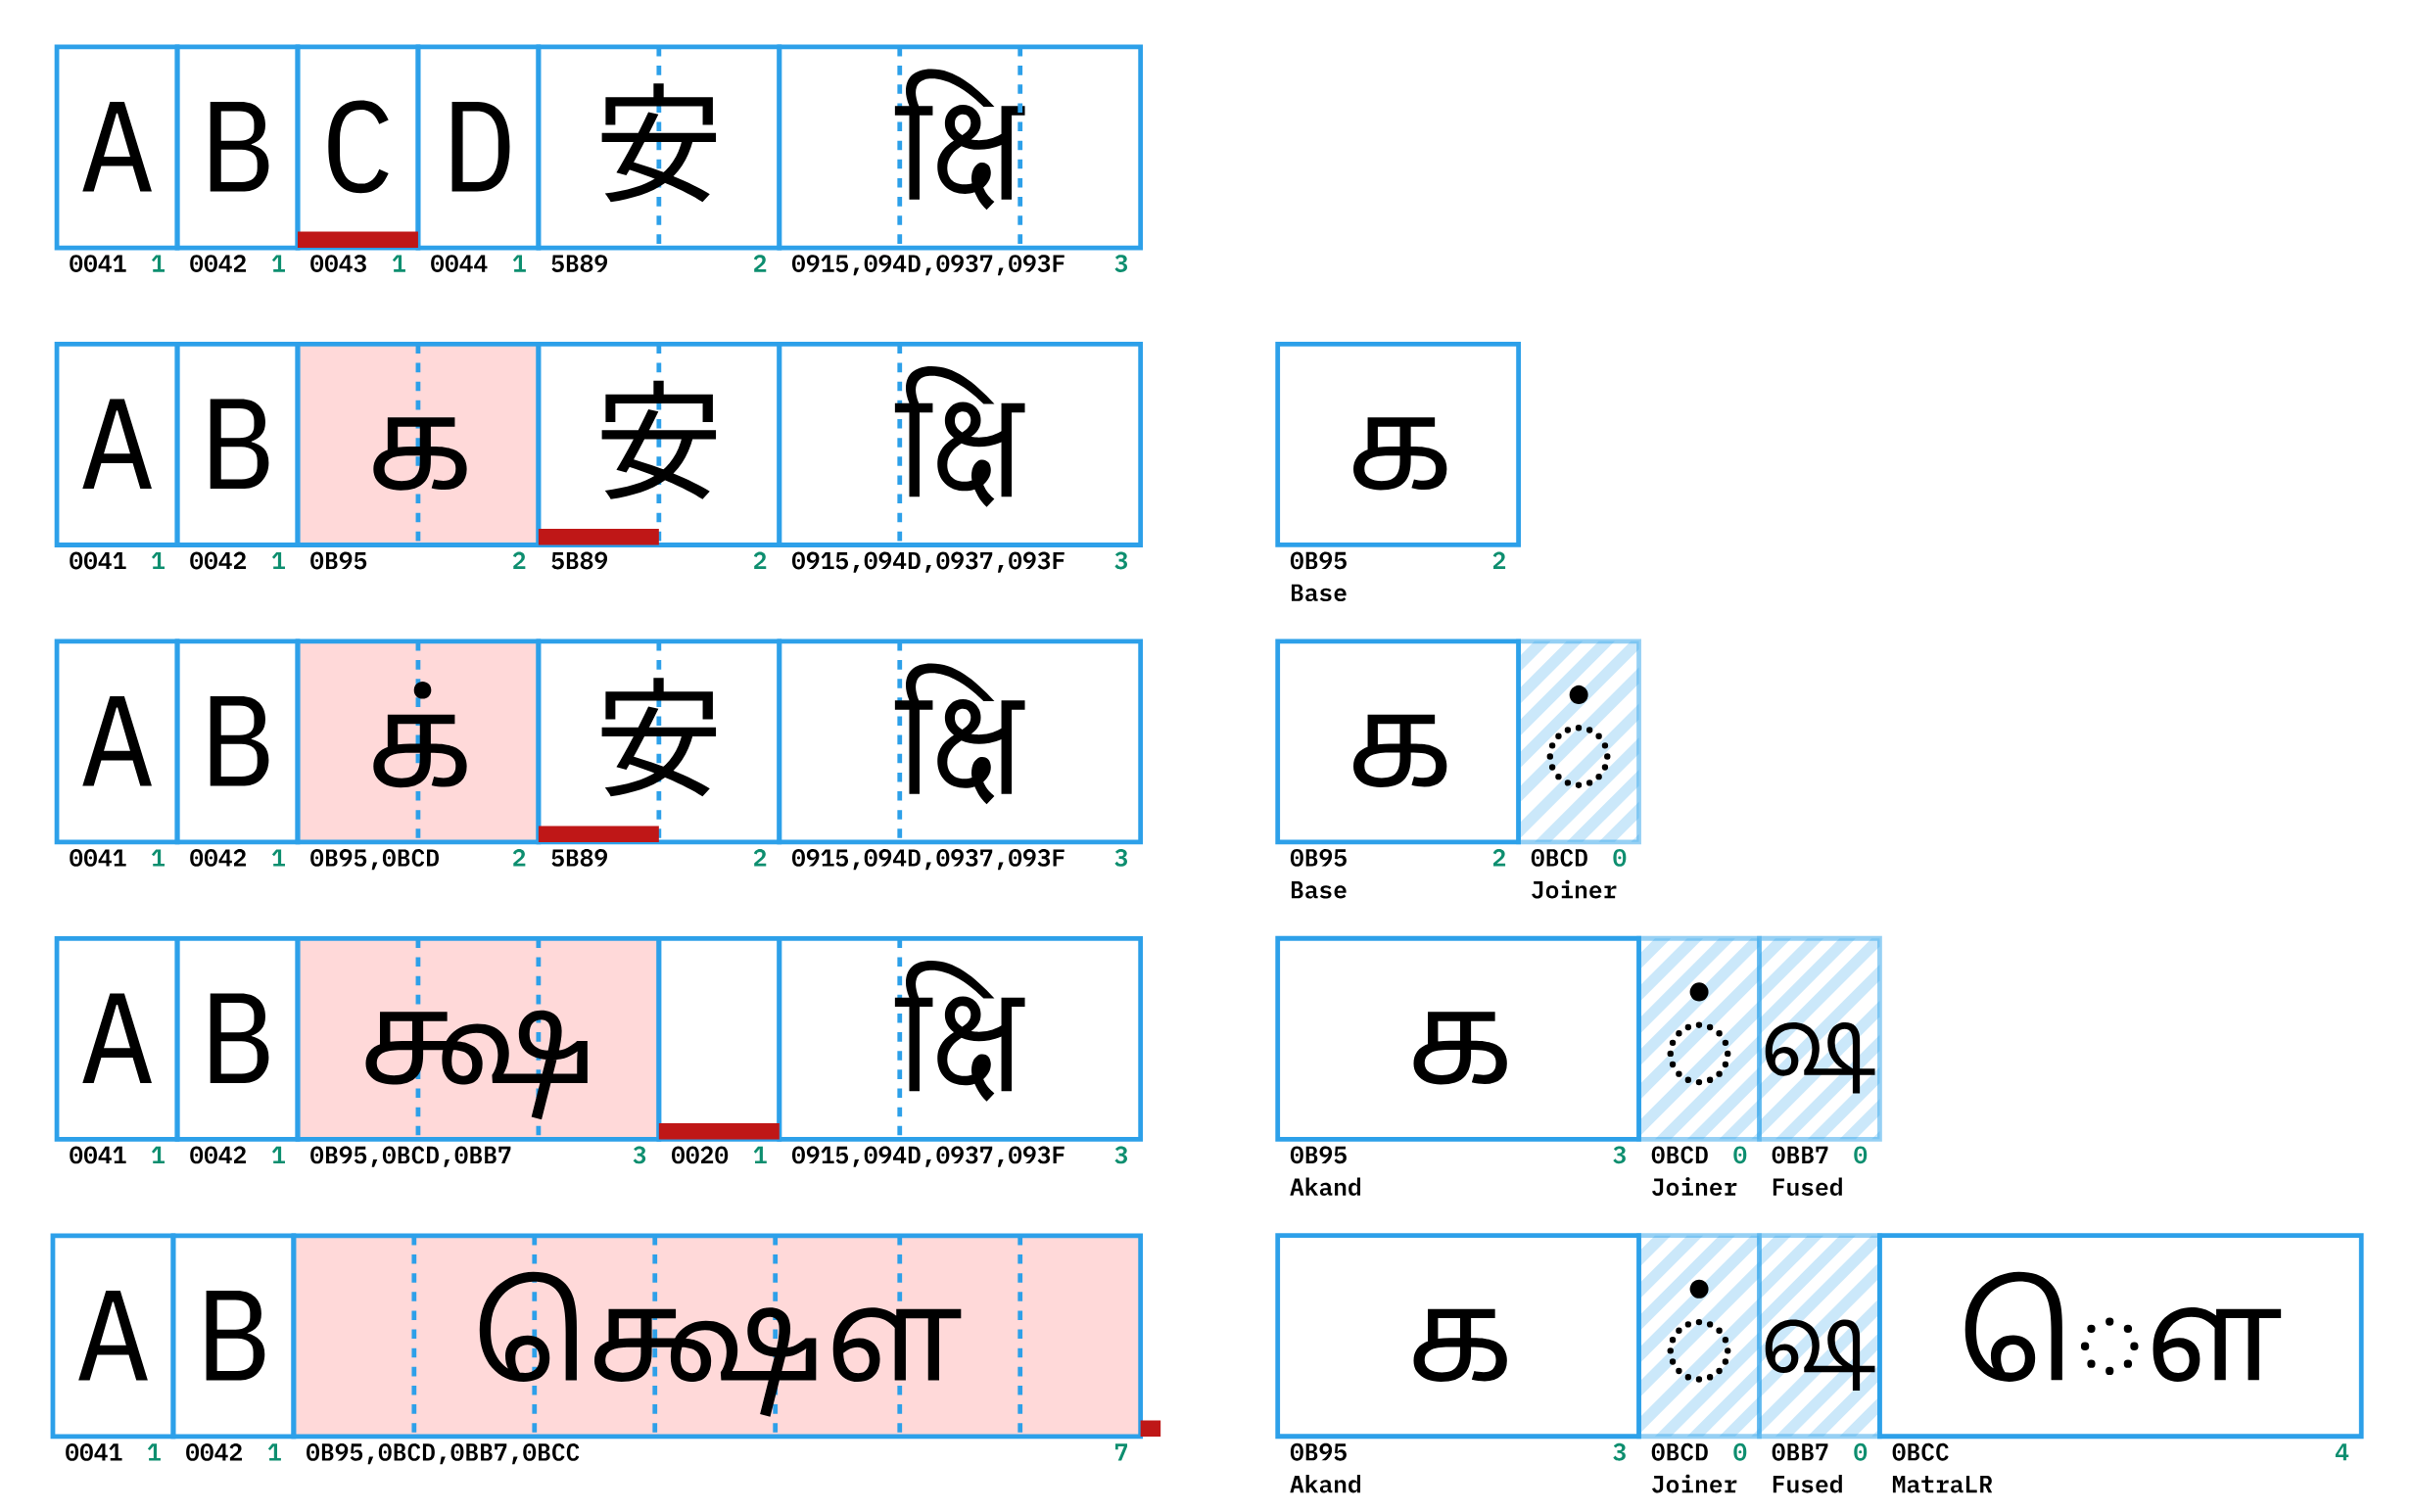 A B C D 安 क्षि
0041 1 0042 1 0043 1 0044 1 5B89 2 0915,094D,0937,093F 3
A B க 安 क्षि க
0041 1 0042 1 0B95 2 5B89 2 0915,094D,0937,093F 3 0B95 2
Base
A B க் 安 क्षि க ்
0041 1 0042 1 0B95,0BCD 2 5B89 2 0915,094D,0937,093F 3 0B95 2 0BCD 0
Base Joiner
A B க்ஷ क्षि க ் ஷ
0041 1 0042 1 0B95,0BCD,0BB7 3 0020 1 0915,094D,0937,093F 3 0B95 3 0BCD 0 0BB7 0
Akand Joiner Fused
A B க்ஷௌ க ் ஷ ௌ
0041 1 0042 1 0B95,0BCD,0BB7,0BCC 7 0B95 3 0BCD 0 0BB7 0 0BCC 4
Akand Joiner Fused MatraLR